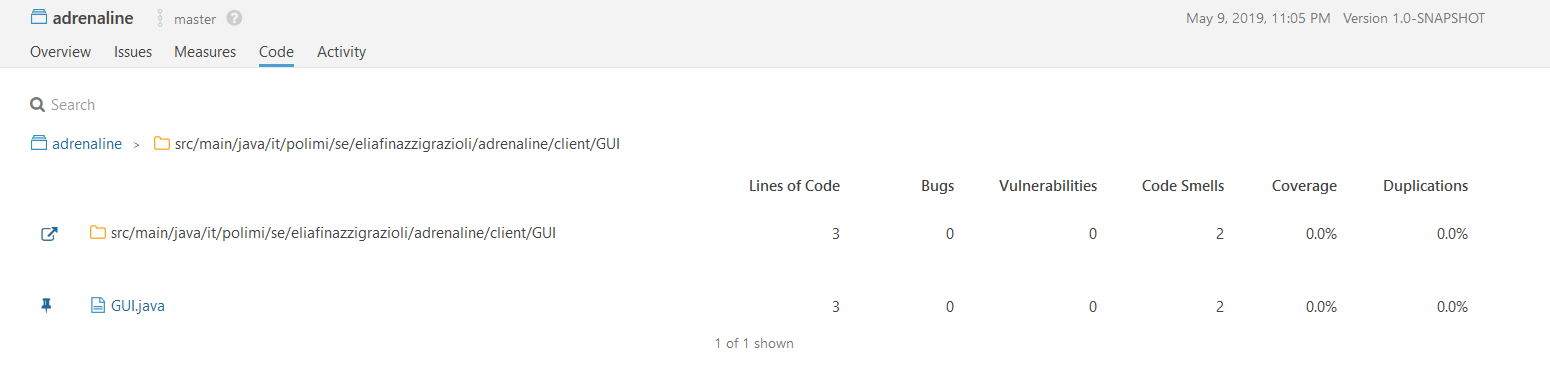 adrenaline master ? May 9, 2019, 11:05 PM Version 1.0-SNAPSHOT
Overview Issues Measures Code Activity
Search
adrenaline > src/main/java/it/polimi/se/eliafinazzigrazioli/adrenaline/client/GUI
Lines of Code Bugs Vulnerabilities Code Smells Coverage Duplications
src/main/java/it/polimi/se/eliafinazzigrazioli/adrenaline/client/GUI 3 0 0 2 0.0% 0.0%
GUI.java 3 0 0 2 0.0% 0.0%
1 of 1 shown